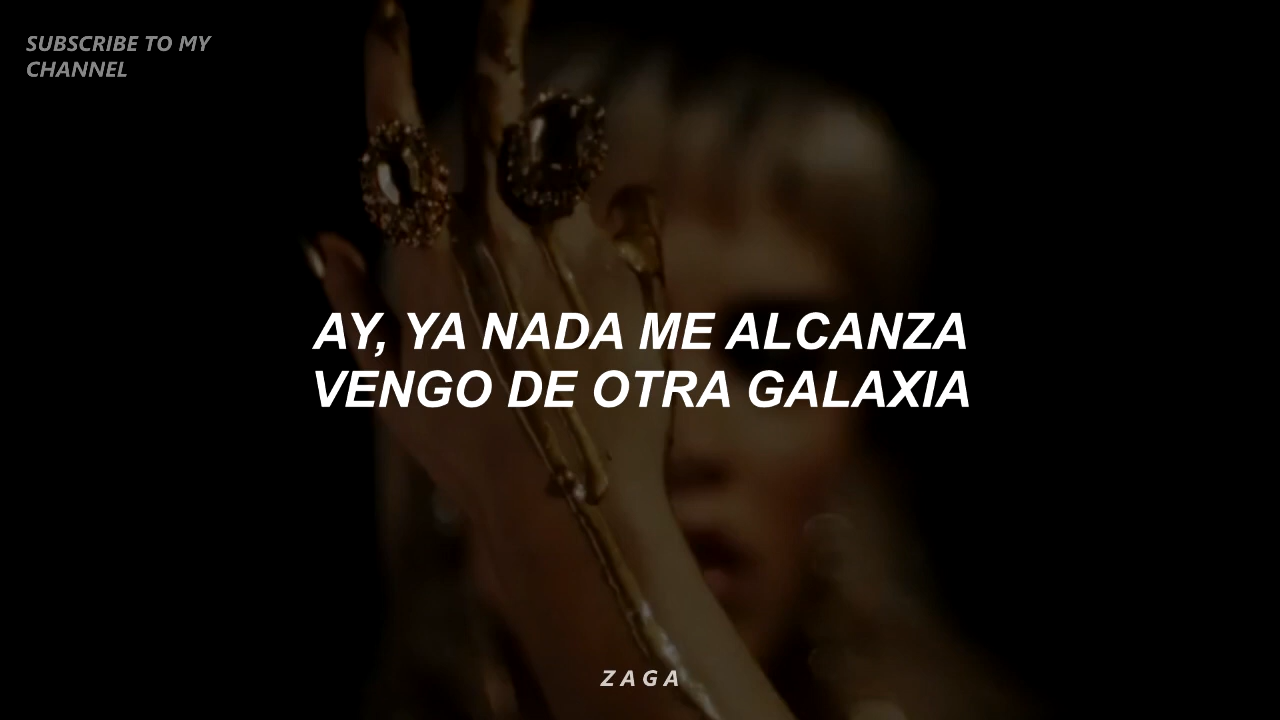 SUBSCRIBE TO MY
CHANNEL
AY, YA NADA ME ALCANZA
VENGO DE OTRA GALAXIA
ZAGA